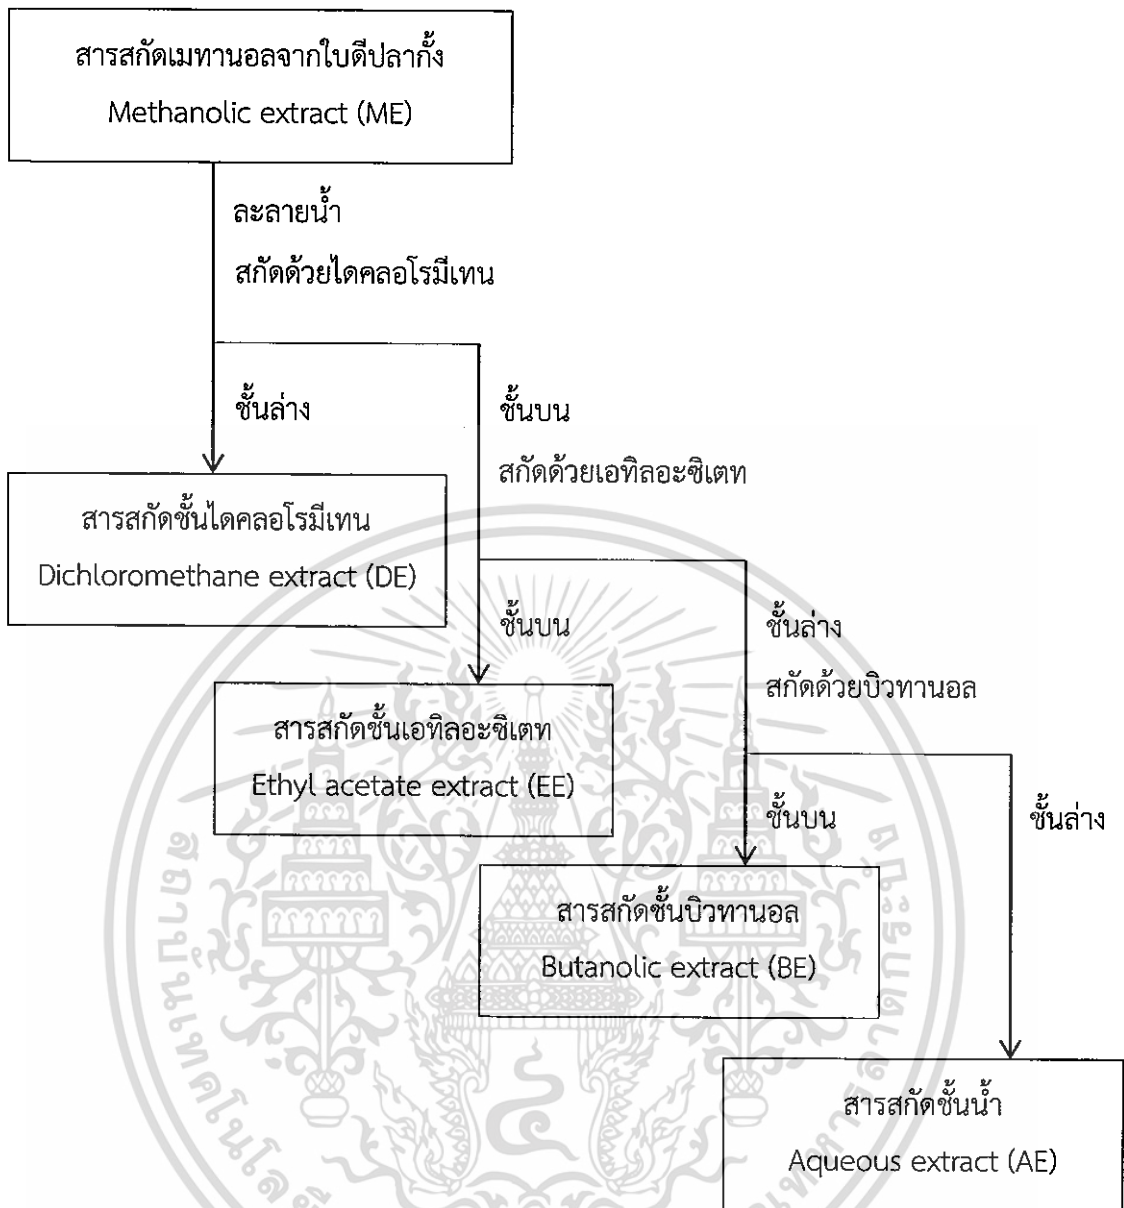 สารสกัดเมทานอลจากใบดีปลากั้ง
Methanolic extract (ME)
ละลายน้ำ
สกัดด้วยไดคลอโรมีเทน
ชั้นล่าง
ชั้นบน
สกัดด้วยเอทิลอะซิเตท
สารสกัดชั้นไดคลอโรมีเทน
Dichloromethane extract (DE)
ชั้นบน
ชั้นล่าง
สกัดด้วยบิวทานอล
สารสกัดชั้นเอทิลอะซิเตท
Ethyl acetate extract (EE)
ชั้นบน
ชั้นล่าง
สารสกัดชั้นบิวทานอล
Butanolic extract (BE)
สารสกัดชั้นน้ำ
Aqueous extract (AE)